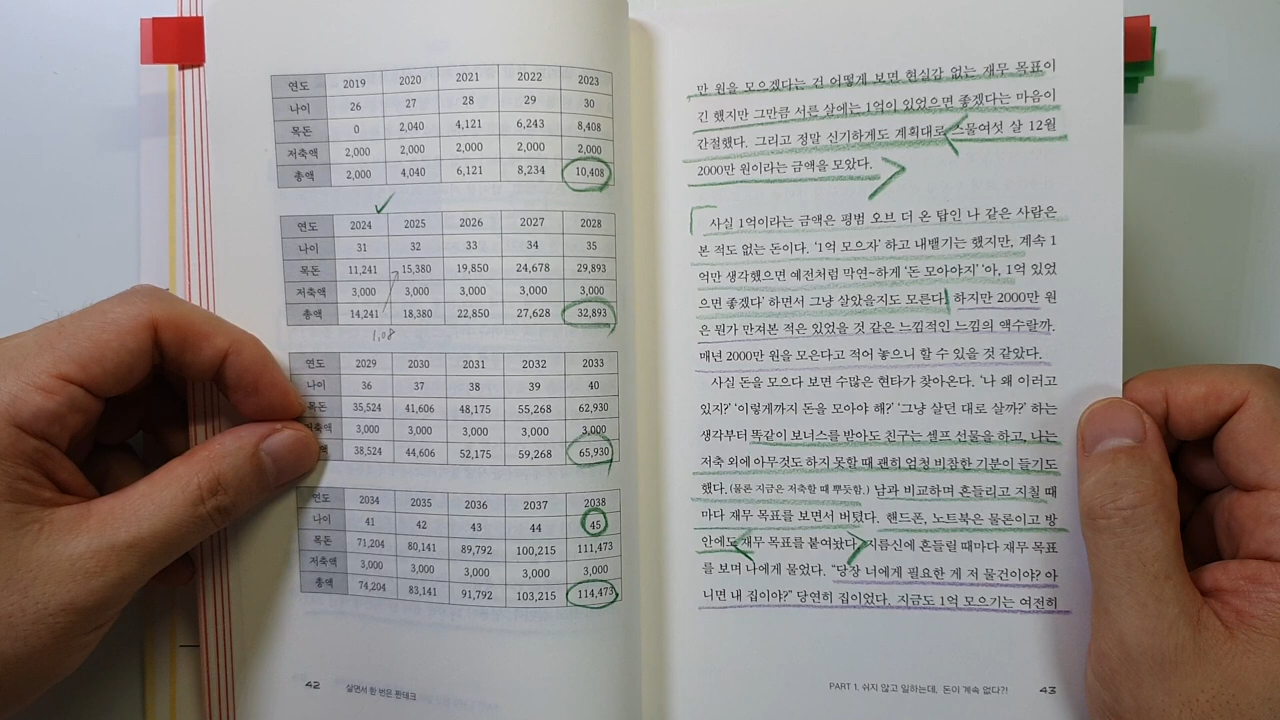 연도 2019 2020 2021 2022 2023
나이 26 27 28 29 30
목돈 0 2,040 4,121 6,243 8,408
저축액 2,000 2,000 2,000 2,000 2,000
총액 2,000 4,040 6,121 8,234 10,408
연도 2024 2025 2026 2027 2028
나이 31 32 33 34 35
목돈 11,241 15,380 19,850 24,678 29,893
저축액 3,000 3,000 3,000 3,000 3,000
총액 14,241 18,380 22,850 27,628 32,893
1.08
연도 2029 2030 2031 2032 2033
나이 36 37 38 39 40
목돈 35,524 41,606 48,175 55,268 62,930
저축액 3,000 3,000 3,000 3,000 3,000
38,524 44,606 52,175 59,268 65,930
연도 2034 2035 2036 2037 2038
나이 41 42 43 44 45
목돈 71,204 80,141 89,792 100,215 111,473
저축액 3,000 3,000 3,000 3,000 3,000
총액 74,204 83,141 91,792 103,215 114,473
42 살면서 한 번은 짠테크
만 원을 모으겠다는 건 어떻게 보면 현실감 없는 재무 목표이
긴 했지만 그만큼 서른 살에는 1억이 있었으면 좋겠다는 마음이
간절했다. 그리고 정말 신기하게도 계획대로 스물여섯 살 12월
2000만 원이라는 금액을 모았다.
사실 1억이라는 금액은 평범 오브 더 온 탑인 나 같은 사람은
본 적도 없는 돈이다. ‘1억 모으자’ 하고 내뱉기는 했지만, 계속 1
억만 생각했으면 예전처럼 막연~하게 ‘돈 모아야지’ ‘아, 1억 있었
으면 좋겠다’ 하면서 그냥 살았을지도 모른다. 하지만 2000만 원
은 뭔가 만져본 적은 있었을 것 같은 느낌적인 느낌의 액수랄까.
매년 2000만 원을 모은다고 적어 놓으니 할 수 있을 것 같았다.
사실 돈을 모으다 보면 수많은 현타가 찾아온다. ‘나 왜 이러고
있지?’ ‘이렇게까지 돈을 모아야 해?’ ‘그냥 살던 대로 살까?’ 하는
생각부터 똑같이 보너스를 받아도 친구는 셀프 선물을 하고, 나는
저축 외에 아무것도 하지 못할 때 괜히 엄청 비참한 기분이 들기도
했다.(물론 지금은 저축할 때 뿌듯함.) 남과 비교하며 흔들리고 지칠 때
마다 재무 목표를 보면서 버텼다. 핸드폰, 노트북은 물론이고 방
안에도 재무 목표를 붙여놨다. 지름신에 흔들릴 때마다 재무 목표
를 보며 나에게 물었다. “당장 너에게 필요한 게 저 물건이야? 아
니면 내 집이야?” 당연히 집이었다. 지금도 1억 모으기는 여전히
PART 1. 쉬지 않고 일하는데, 돈이 계속 없다?! 43